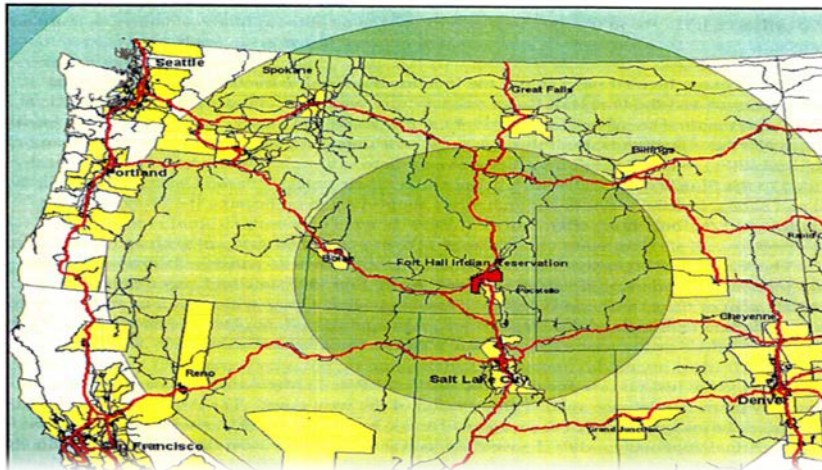 Seattle
Spokane
Great Falls
Portland
Billings
Boise
Fort Hall Indian Reservation
Pocatello
Cheyenne
Reno
Salt Lake City
Denver
Grand Junction
San Francisco